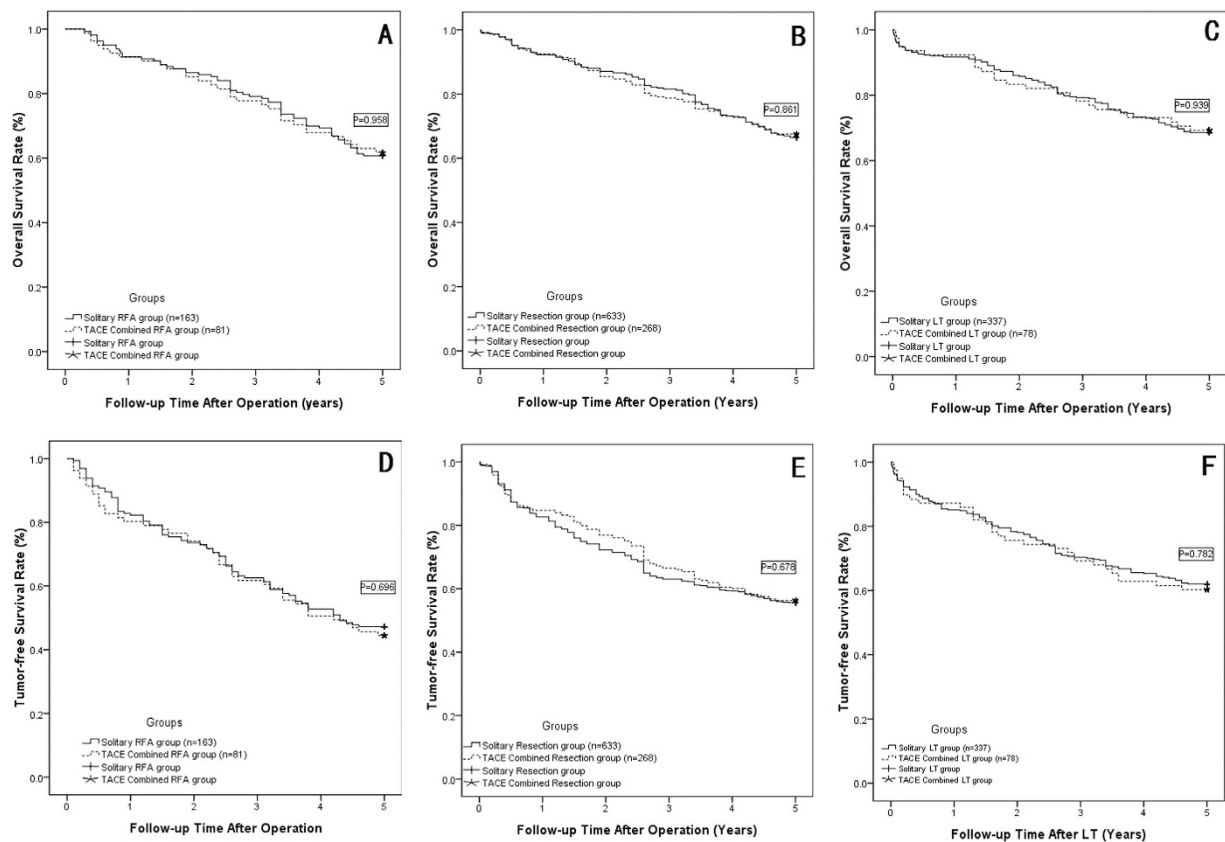 A
Overall Survival Rate (%)
1.0
0.8
0.6
0.4
0.2
0.0
P=0.958
Groups
Solitary RFA group (n=163)
TACE Combined RFA group (n=81)
Solitary RFA group
TACE Combined RFA group
0 1 2 3 4 5
Follow-up Time After Operation (years)
B
Overall Survival Rate (%)
1.0
0.8
0.6
0.4
0.2
0.0
P=0.861
Groups
Solitary Resection group (n=633)
TACE Combined Resection group (n=268)
Solitary Resection group
TACE Combined Resection group
0 1 2 3 4 5
Follow-up Time After Operation (Years)
C
Overall Survival Rate (%)
1.0
0.8
0.6
0.4
0.2
0.0
P=0.939
Groups
Solitary LT group (n=337)
TACE Combined LT group (n=78)
Solitary LT group
TACE Combined LT group
0 1 2 3 4 5
Follow-up Time After Operation (Years)
D
Tumor-free Survival Rate (%)
1.0
0.8
0.6
0.4
0.2
0.0
P=0.696
Groups
Solitary RFA group (n=163)
TACE Combined RFA group (n=81)
Solitary RFA group
TACE Combined RFA group
0 1 2 3 4 5
Follow-up Time After Operation
E
Tumor-free Survival Rate (%)
1.0
0.8
0.6
0.4
0.2
0.0
P=0.678
Groups
Solitary Resection group (n=633)
TACE Combined Resection group (n=268)
Solitary Resection group
TACE Combined Resection group
0 1 2 3 4 5
Follow-up Time After Operation (Years)
F
Tumor-free Survival Rate (%)
1.0
0.8
0.6
0.4
0.2
0.0
P=0.782
Groups
Solitary LT group (n=337)
TACE Combined LT group (n=78)
Solitary LT group
TACE Combined LT group
0 1 2 3 4 5
Follow-up Time After LT (Years)